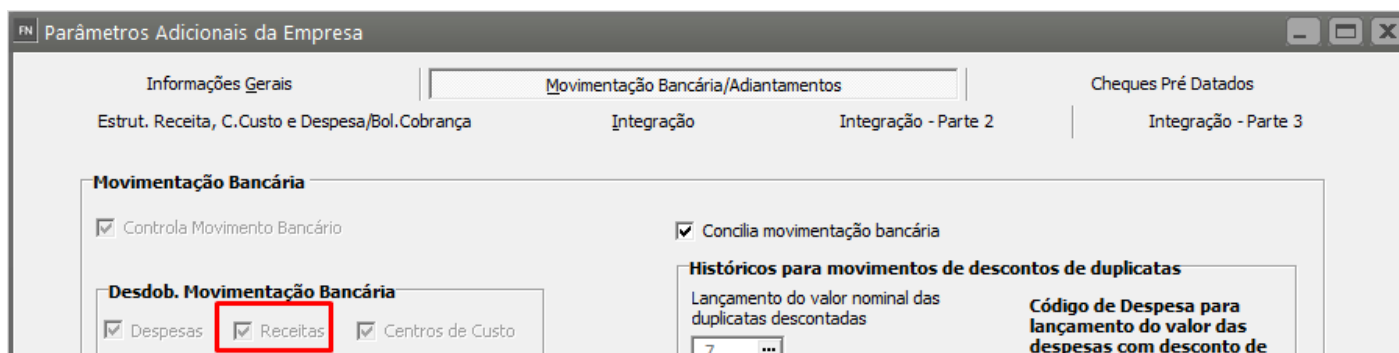 FN Parâmetros Adicionais da Empresa
Informações Gerais
Movimentação Bancária/Adiantamentos
Cheques Pré Datados
Estrut. Receita, C.Custo e Despesa/Bol.Cobrança
Integração
Integração - Parte 2
Integração - Parte 3
Movimentação Bancária
Controla Movimento Bancário
Concilia movimentação bancária
Desdob. Movimentação Bancária
Despesas
Receitas
Centros de Custo
Históricos para movimentos de descontos de duplicatas
Lançamento do valor nominal das
duplicatas descontadas
7 ...
Código de Despesa para
lançamento do valor das
despesas com desconto de